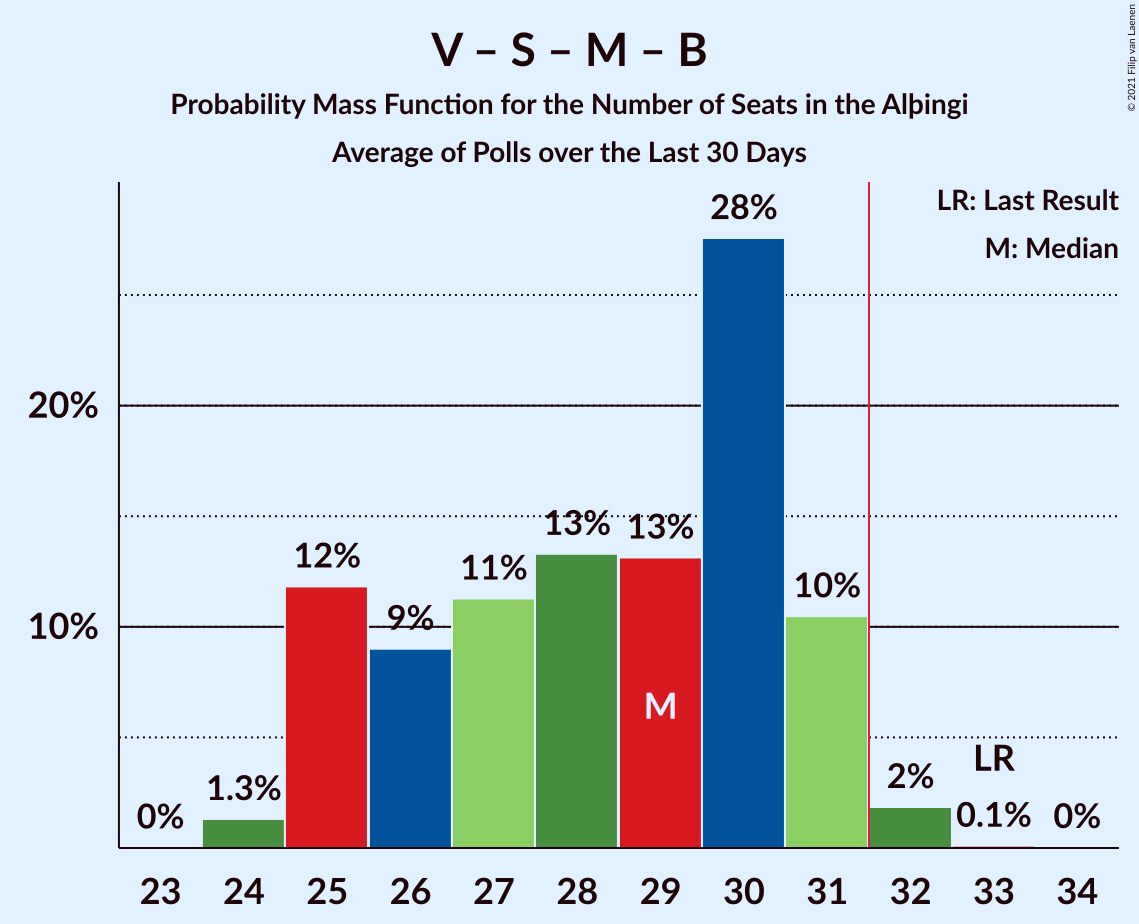 V – S – M – B
Probability Mass Function for the Number of Seats in the Alþingi
Average of Polls over the Last 30 Days
© 2021 Filip van Laenen
LR: Last Result
M: Median
28%
20%
13%
13%
12%
11%
10%
9%
10%
M
LR
1.3%
2%
0%
0.1%
0%
23 24 25 26 27 28 29 30 31 32 33 34